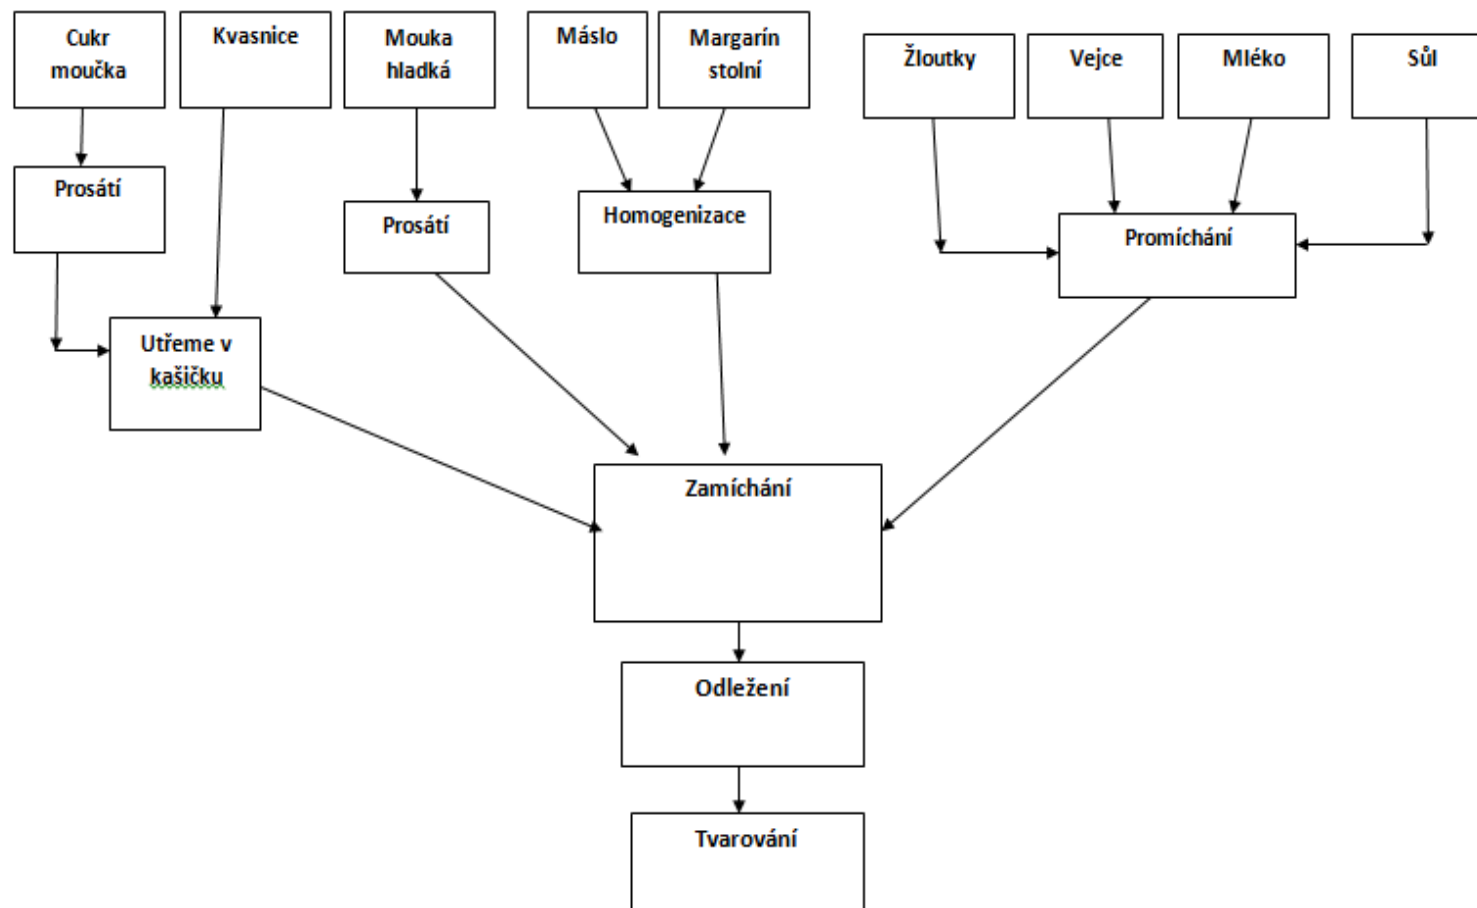 Cukr
moučka
Kvasnice
Mouka
hladká
Máslo
Margarín
stolní
Žloutky
Vejce
Mléko
Sůl
Prosátí
Prosátí
Homogenizace
Promíchání
Utřeme v
kašičku
Zamíchání
Odležení
Tvarování